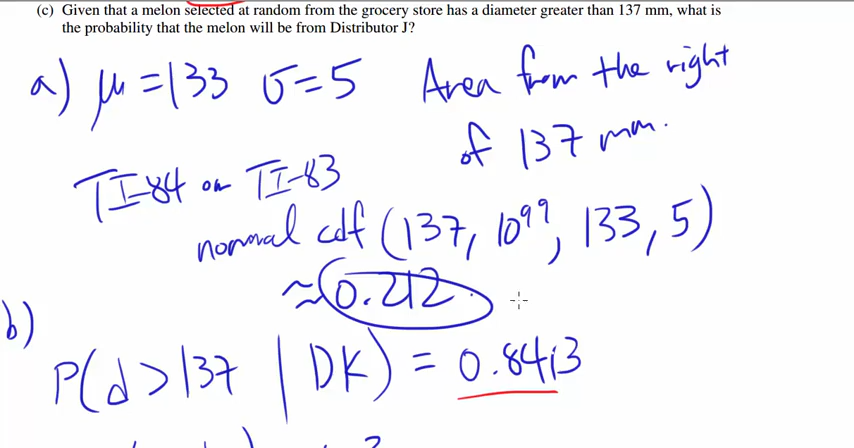 (c) Given that a melon selected at random from the grocery store has a diameter greater than 137 mm, what is
the probability that the melon will be from Distributor J?
a) μ = 133 σ = 5 Area from the right
of 137 mm.
TI-84 or TI-83
normal cdf (137, 10^99, 133, 5)
≈ 0.212
b)
P(d > 137 | DK) = 0.8413